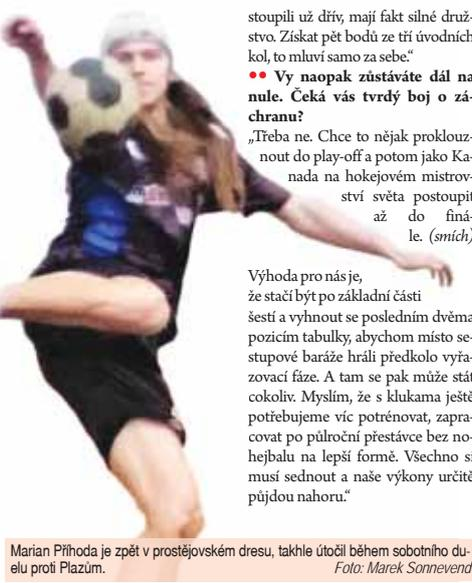 stoupili už dřív, mají fakt silné druž-
stvo. Získat pět bodů ze tří úvodních
kol, to mluví samo za sebe.“
•• Vy naopak zůstáváte dál na
nule. Čeká vás tvrdý boj o zá-
chranu?
„Třeba ne. Chce to nějak proklouz-
nout do play-off a potom jako Ka-
nada na hokejovém mistrov-
ství světa postoupit
až do finá-
le. (smích)
Výhoda pro nás je,
že stačí být po základní části
šestí a vyhnout se posledním dvěma
pozicím tabulky, abychom místo se-
stupové baráže hráli předkolo vyřa-
zovací fáze. A tam se pak může stát
cokoliv. Myslím, že s klukama ještě
potřebujeme víc potrénovat, zapra-
covat po půlroční přestávce bez no-
hejbalu na lepší formě. Všechno si
musí sednout a naše výkony určitě
půjdou nahoru.“
Marian Příhoda je zpět v prostějovském dresu, takhle útočil během sobotního du-
elu proti Plazům. Foto: Marek Sonnevend